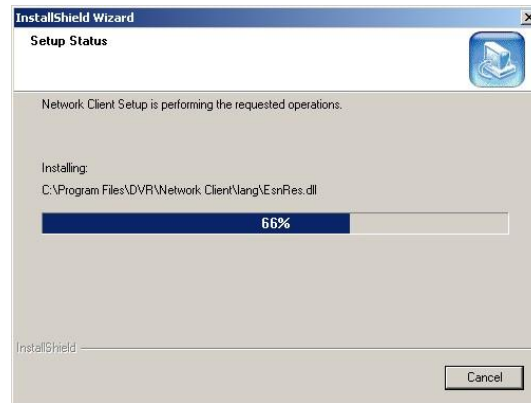 InstallShield Wizard
Setup Status
Network Client Setup is performing the requested operations.
Installing:
C:\Program Files\DVR\Network Client\lang\EsnRes.dll
66%
InstallShield
Cancel